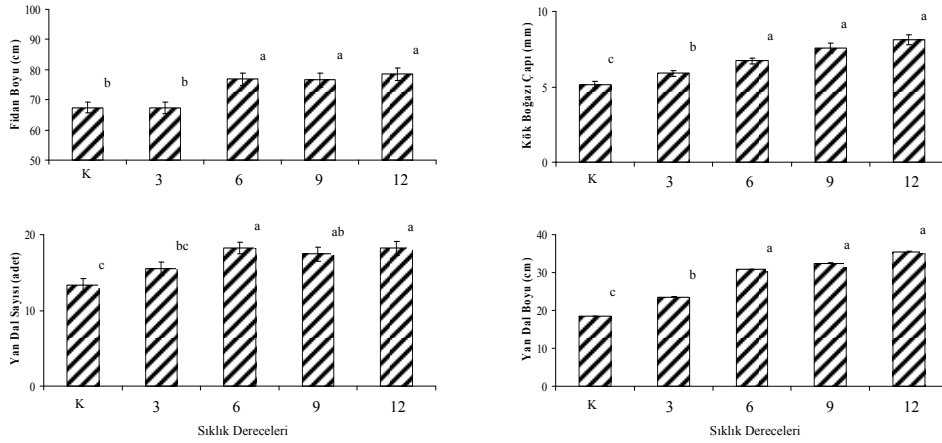 Fidan Boyu (cm)
100
90
80
70
60
50
b
b
a
a
a
K
3
6
9
12
Kök Boğazı Çapı (mm)
10
5
0
c
b
a
a
a
K
3
6
9
12
Yan Dal Sayısı (adet)
20
10
0
c
bc
a
ab
a
K
3
6
9
12
Sıklık Dereceleri
Yan Dal Boyu (cm)
40
30
20
10
0
c
b
a
a
a
K
3
6
9
12
Sıklık Dereceleri